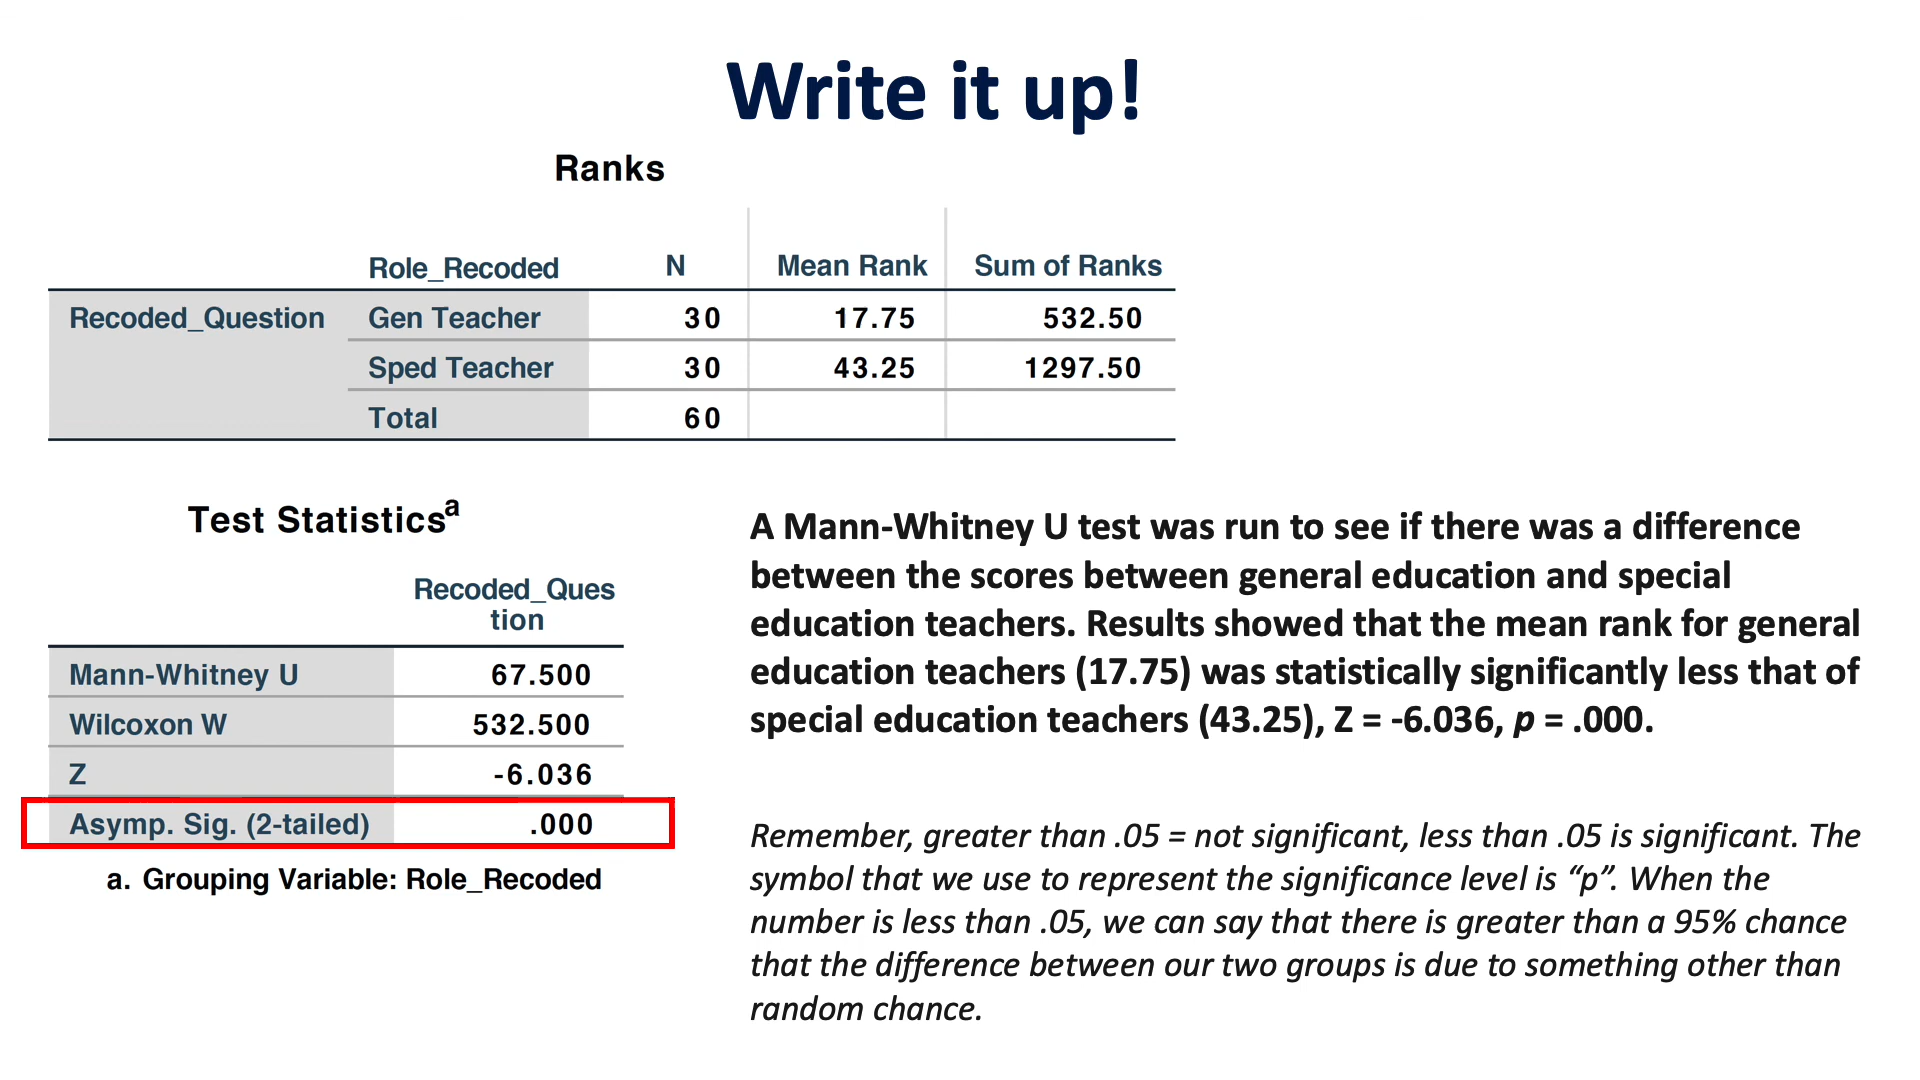 Write it up!
Ranks
Role_Recoded N Mean Rank Sum of Ranks
Recoded_Question Gen Teacher 30 17.75 532.50
Sped Teacher 30 43.25 1297.50
Total 60
Test Statisticsa
Recoded_Ques
tion
Mann-Whitney U 67.500
Wilcoxon W 532.500
Z -6.036
Asymp. Sig. (2-tailed) .000
a. Grouping Variable: Role_Recoded
A Mann-Whitney U test was run to see if there was a difference
between the scores between general education and special
education teachers. Results showed that the mean rank for general
education teachers (17.75) was statistically significantly less that of
special education teachers (43.25), Z = -6.036, p = .000.
Remember, greater than .05 = not significant, less than .05 is significant. The
symbol that we use to represent the significance level is “p”. When the
number is less than .05, we can say that there is greater than a 95% chance
that the difference between our two groups is due to something other than
random chance.